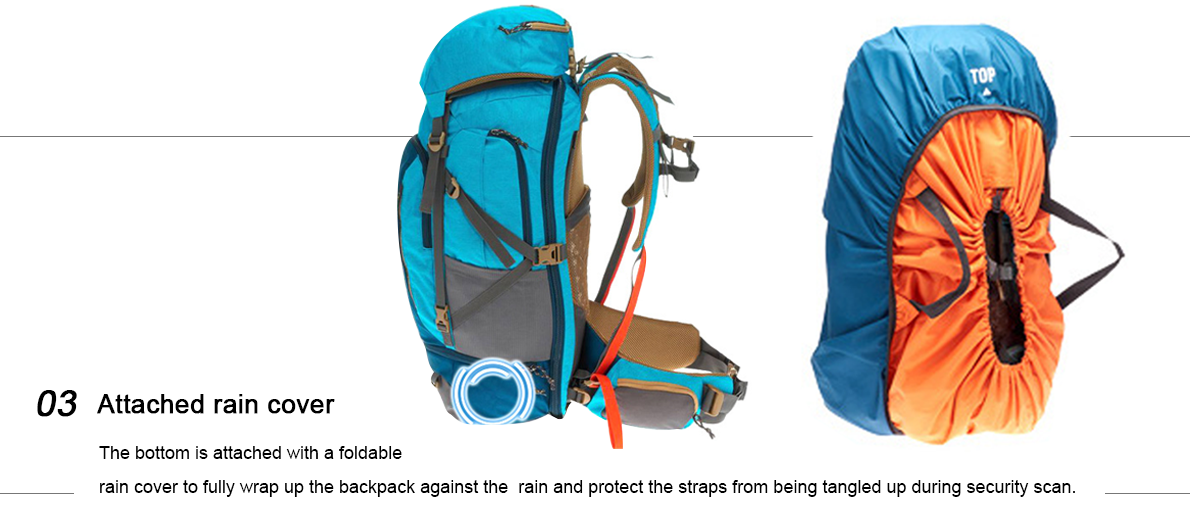 TOP
03 Attached rain cover
The bottom is attached with a foldable
rain cover to fully wrap up the backpack against the rain and protect the straps from being tangled up during security scan.